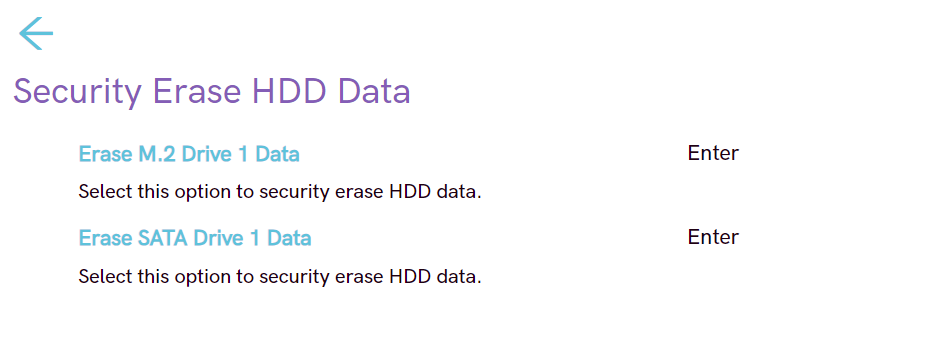 Security Erase HDD Data
Erase M.2 Drive 1 Data Enter
Select this option to security erase HDD data.
Erase SATA Drive 1 Data Enter
Select this option to security erase HDD data.